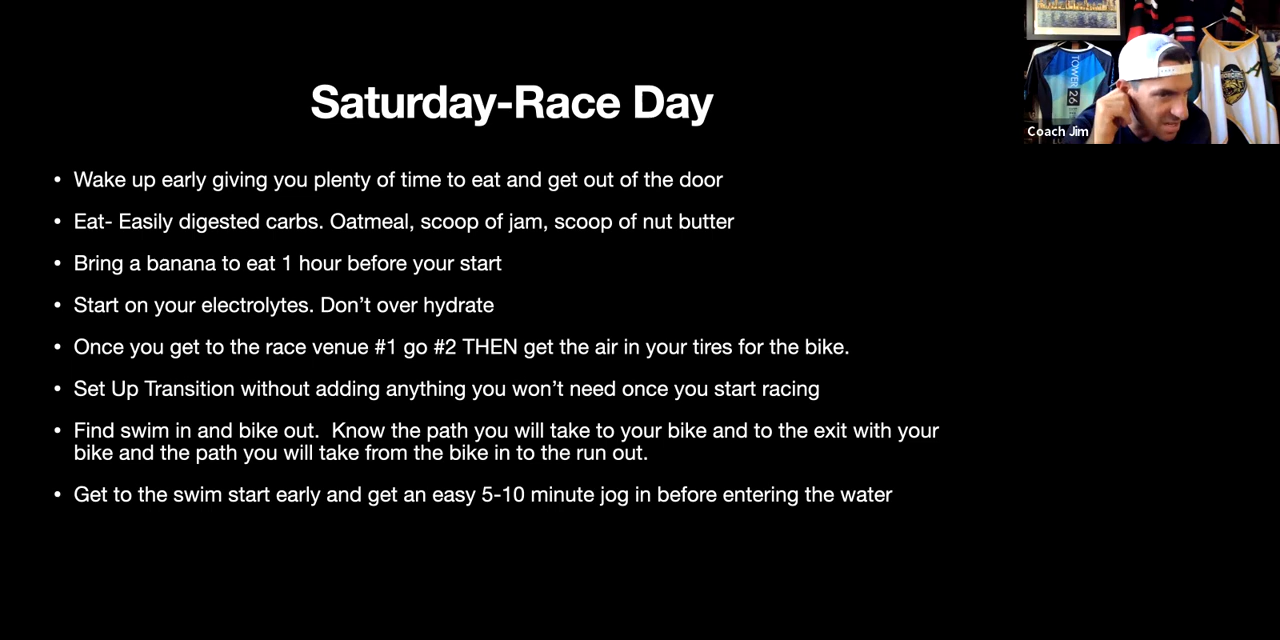 Saturday-Race Day
• Wake up early giving you plenty of time to eat and get out of the door
• Eat- Easily digested carbs. Oatmeal, scoop of jam, scoop of nut butter
• Bring a banana to eat 1 hour before your start
• Start on your electrolytes. Don’t over hydrate
• Once you get to the race venue #1 go #2 THEN get the air in your tires for the bike.
• Set Up Transition without adding anything you won’t need once you start racing
• Find swim in and bike out.  Know the path you will take to your bike and to the exit with your
bike and the path you will take from the bike in to the run out.
• Get to the swim start early and get an easy 5-10 minute jog in before entering the water
TOWER 26
Coach Jim